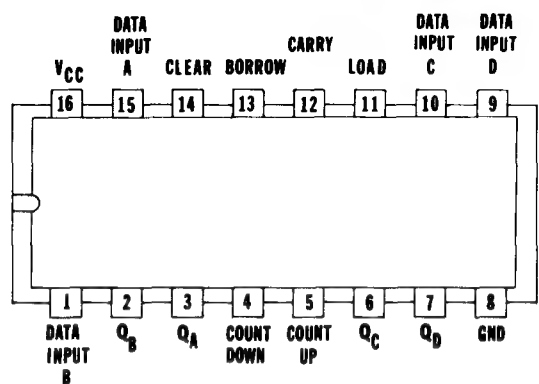 DATA INPUT A
DATA INPUT C
DATA INPUT D
CARRY
VCC
CLEAR
BORROW
LOAD
16 15 14 13 12 11 10 9
1 2 3 4 5 6 7 8
DATA INPUT B
QB
QA
COUNT DOWN
COUNT UP
QC
QD
GND